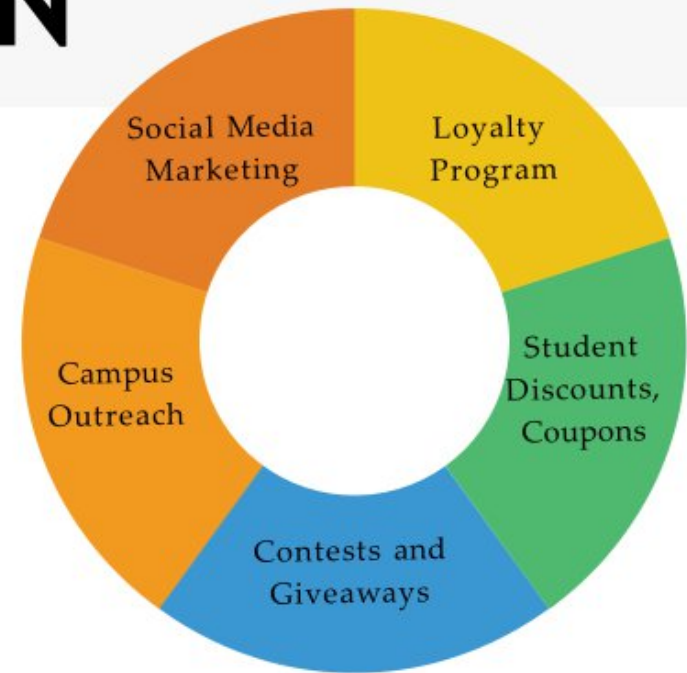 N
Social Media
Marketing
Loyalty
Program
Student
Discounts,
Coupons
Campus
Outreach
Contests and
Giveaways